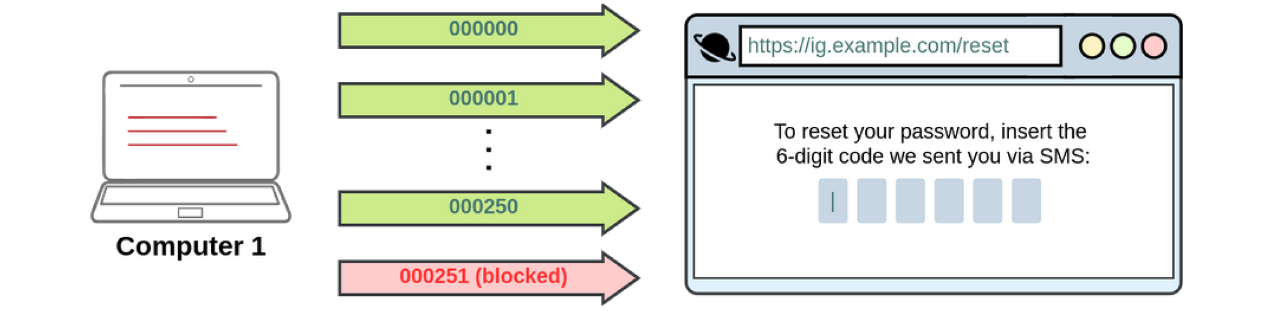 000000
000001
000250
000251 (blocked)
Computer 1
https://ig.example.com/reset
To reset your password, insert the
6-digit code we sent you via SMS: